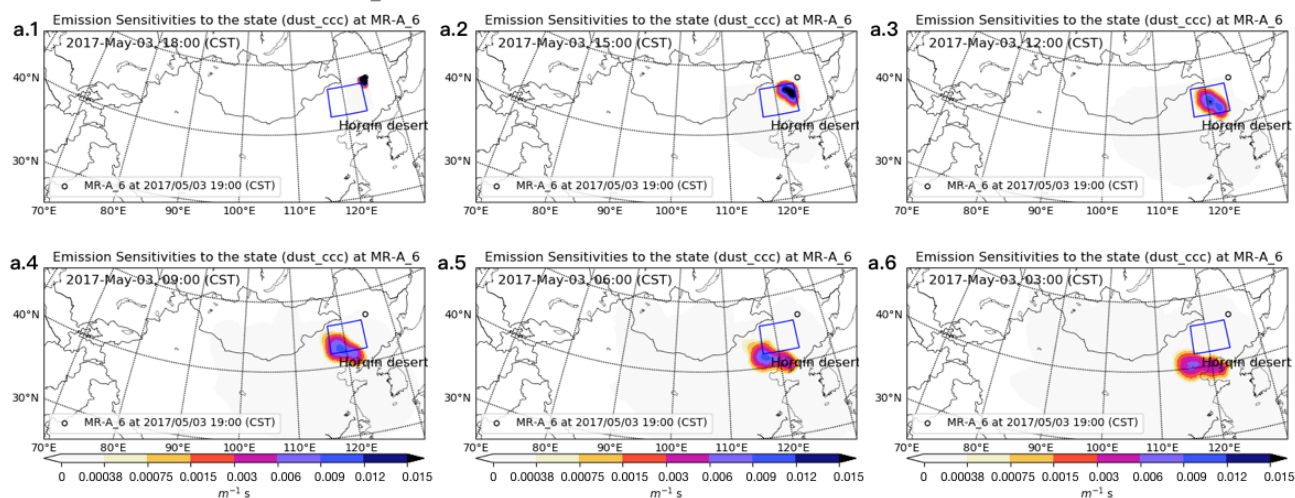 a.1
Emission Sensitivities to the state (dust_ccc) at MR-A_6
2017-May-03, 18:00 (CST)
40°N
30°N
Horqin desert
MR-A_6 at 2017/05/03 19:00 (CST)
70°E 80°E 90°E 100°E 110°E 120°E
a.2
Emission Sensitivities to the state (dust_ccc) at MR-A_6
2017-May-03, 15:00 (CST)
40°N
30°N
Horqin desert
MR-A_6 at 2017/05/03 19:00 (CST)
70°E 80°E 90°E 100°E 110°E 120°E
a.3
Emission Sensitivities to the state (dust_ccc) at MR-A_6
2017-May-03, 12:00 (CST)
40°N
30°N
Horqin desert
MR-A_6 at 2017/05/03 19:00 (CST)
70°E 80°E 90°E 100°E 110°E 120°E
a.4
Emission Sensitivities to the state (dust_ccc) at MR-A_6
2017-May-03, 09:00 (CST)
40°N
30°N
Horqin desert
MR-A_6 at 2017/05/03 19:00 (CST)
70°E 80°E 90°E 100°E 110°E 120°E
0 0.00038 0.00075 0.0015 0.003 0.006 0.009 0.012 0.015
m⁻¹ s
a.5
Emission Sensitivities to the state (dust_ccc) at MR-A_6
2017-May-03, 06:00 (CST)
40°N
30°N
Horqin desert
MR-A_6 at 2017/05/03 19:00 (CST)
70°E 80°E 90°E 100°E 110°E 120°E
0 0.00038 0.00075 0.0015 0.003 0.006 0.009 0.012 0.015
m⁻¹ s
a.6
Emission Sensitivities to the state (dust_ccc) at MR-A_6
2017-May-03, 03:00 (CST)
40°N
30°N
Horqin desert
MR-A_6 at 2017/05/03 19:00 (CST)
70°E 80°E 90°E 100°E 110°E 120°E
0 0.00038 0.00075 0.0015 0.003 0.006 0.009 0.012 0.015
m⁻¹ s